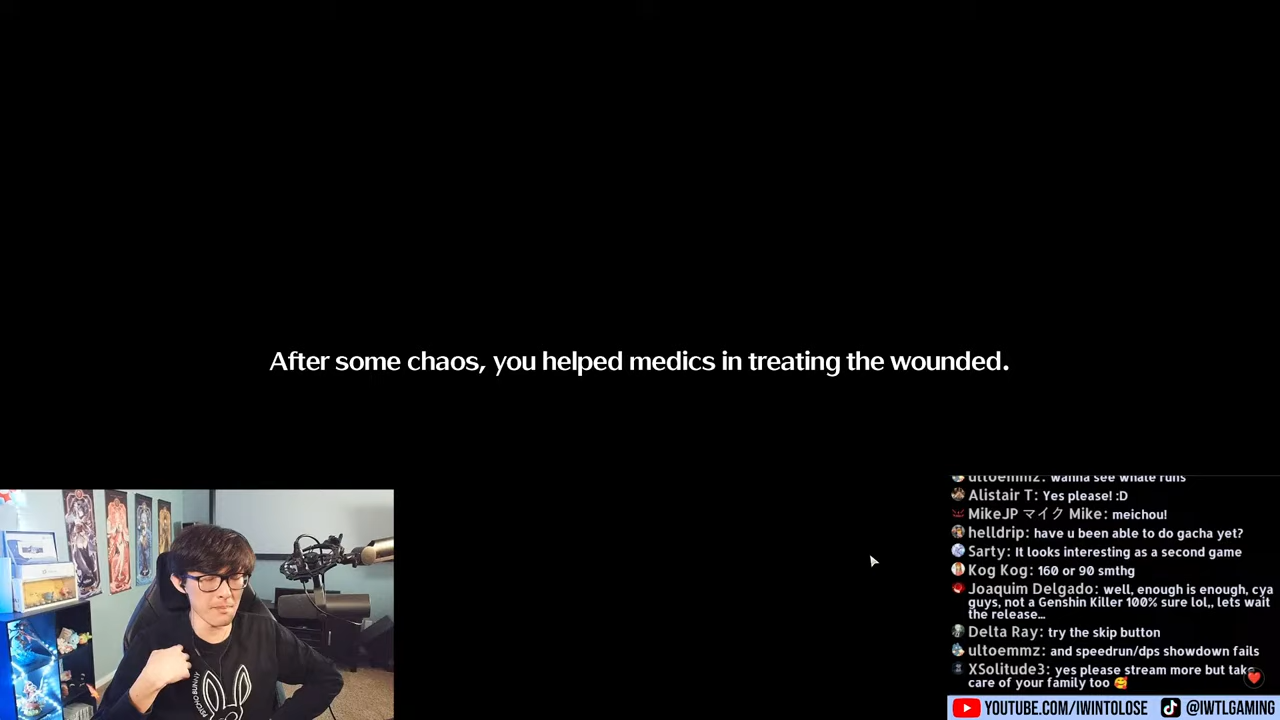 After some chaos, you helped medics in treating the wounded.
ultoemmz: wanna see whale runs
Alistair T: Yes please! :D
MikeJP マイク Mike: meichou!
helldrip: have u been able to do gacha yet?
Sarty: It looks interesting as a second game
Kog Kog: 160 or 90 smthg
Joaquim Delgado: well, enough is enough, cya
guys, not a Genshin Killer 100% sure lol,, lets wait
the release...
Delta Ray: try the skip button
ultoemmz: and speedrun/dps showdown fails
XSolitude3: yes please stream more but take
care of your family too 🥰
YOUTUBE.COM/IWINTOLOSE @IWTLGAMING